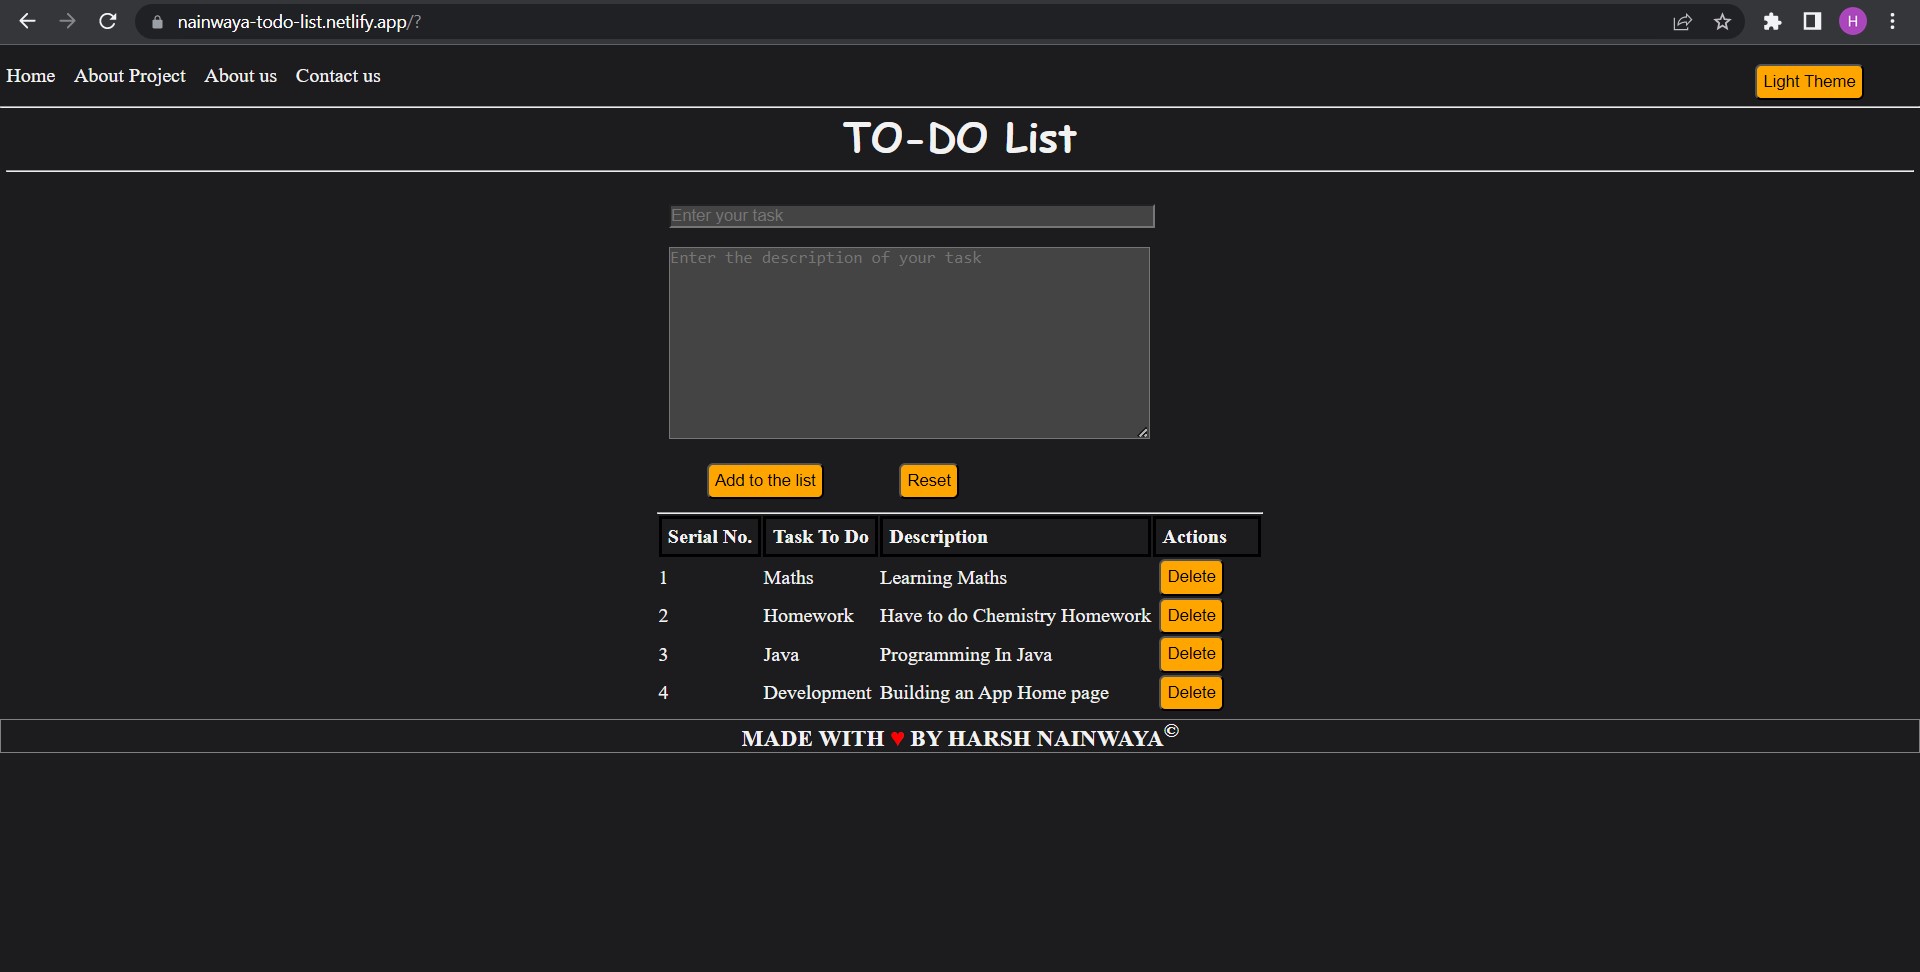 nainwaya-todo-list.netlify.app/?
H
Home About Project About us Contact us
Light Theme
TO-DO List
Enter your task
Enter the description of your task
Add to the list Reset
Serial No. Task To Do Description Actions
1 Maths Learning Maths Delete
2 Homework Have to do Chemistry Homework Delete
3 Java Programming In Java Delete
4 Development Building an App Home page Delete
MADE WITH ♥ BY HARSH NAINWAYA©